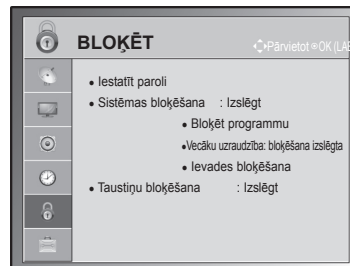 BLOĶĒT
Pārvietot OK (LAB
• Iestatīt paroli
• Sistēmas bloķēšana : Izslēgt
• Bloķēt programmu
•Vecāku uzraudzība: bloķēšana izslēgta
• Ievades bloķēšana
• Taustiņu bloķēšana : Izslēgt